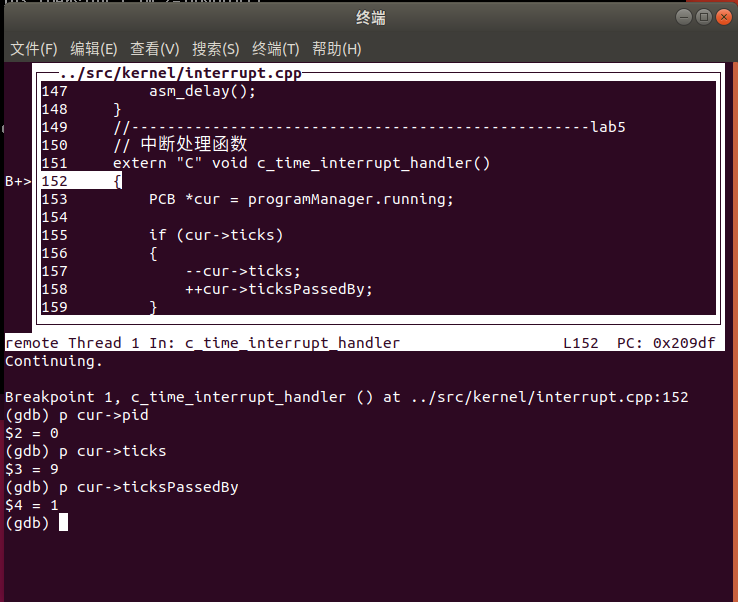 终端
文件(F) 编辑(E) 查看(V) 搜索(S) 终端(T) 帮助(H)
../src/kernel/interrupt.cpp
147         asm_delay();
148     }
149     //---------------------------------------------------lab5
150     // 中断处理函数
151     extern "C" void c_time_interrupt_handler()
B+> 152     {
153         PCB *cur = programManager.running;
154
155         if (cur->ticks)
156         {
157             --cur->ticks;
158             ++cur->ticksPassedBy;
159         }
remote Thread 1 In: c_time_interrupt_handler                  L152  PC: 0x209df
Continuing.
Breakpoint 1, c_time_interrupt_handler () at ../src/kernel/interrupt.cpp:152
(gdb) p cur->pid
$2 = 0
(gdb) p cur->ticks
$3 = 9
(gdb) p cur->ticksPassedBy
$4 = 1
(gdb)